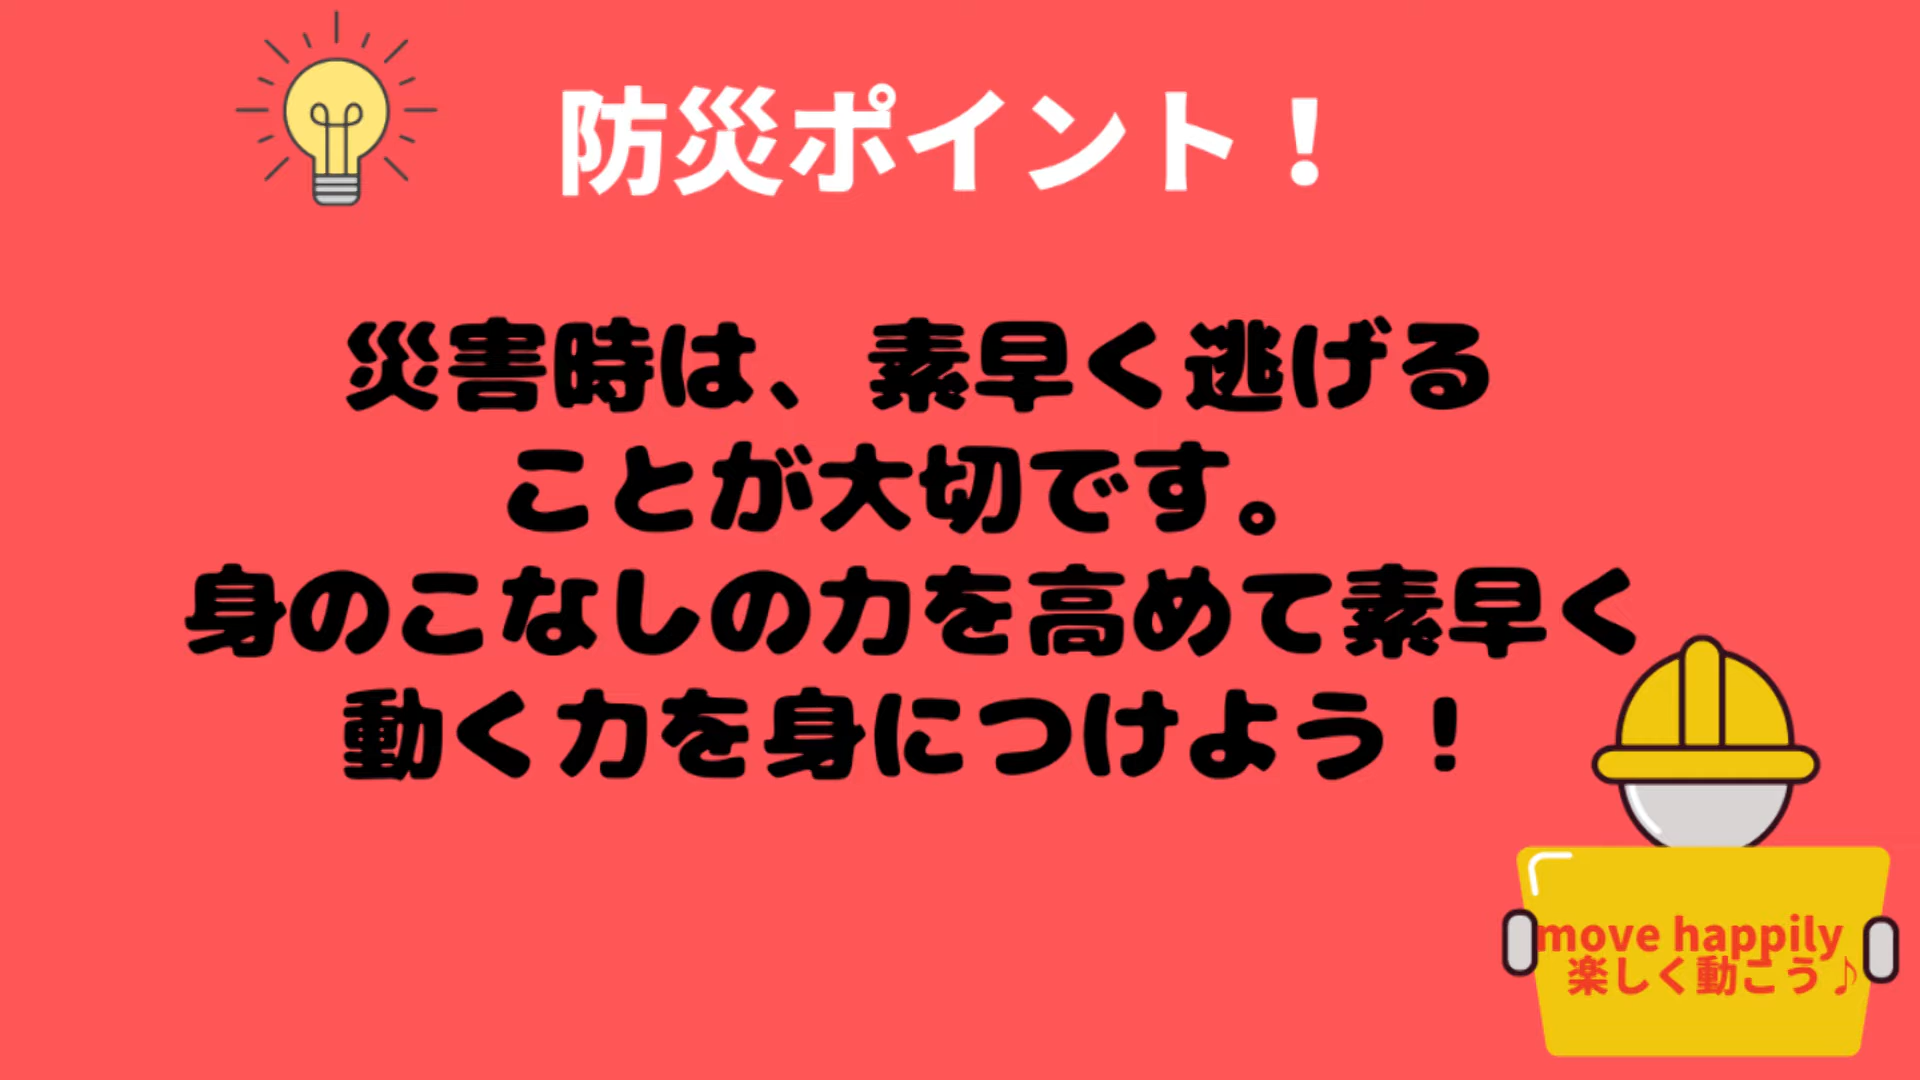 防災ポイント！
災害時は、素早く逃げる
ことが大切です。
身のこなしの力を高めて素早く
動く力を身につけよう！
move happily
楽しく動こう♪